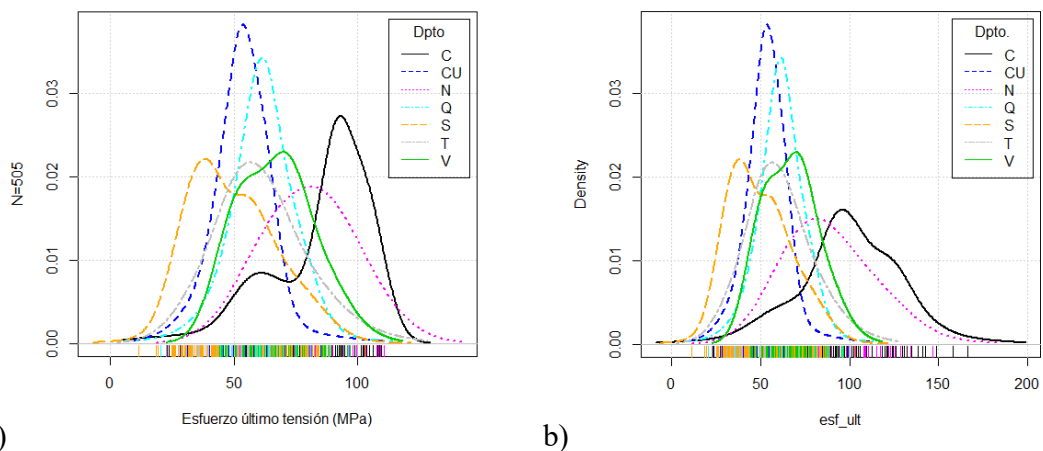 Dpto
C
CU
N
Q
S
T
V
N=505
0.03
0.02
0.01
0.00
0
50
100
Esfuerzo último tensión (MPa)
)
Dpto.
C
CU
N
Q
S
T
V
Density
0.03
0.02
0.01
0.00
0
50
100
150
200
esf_ult
b)